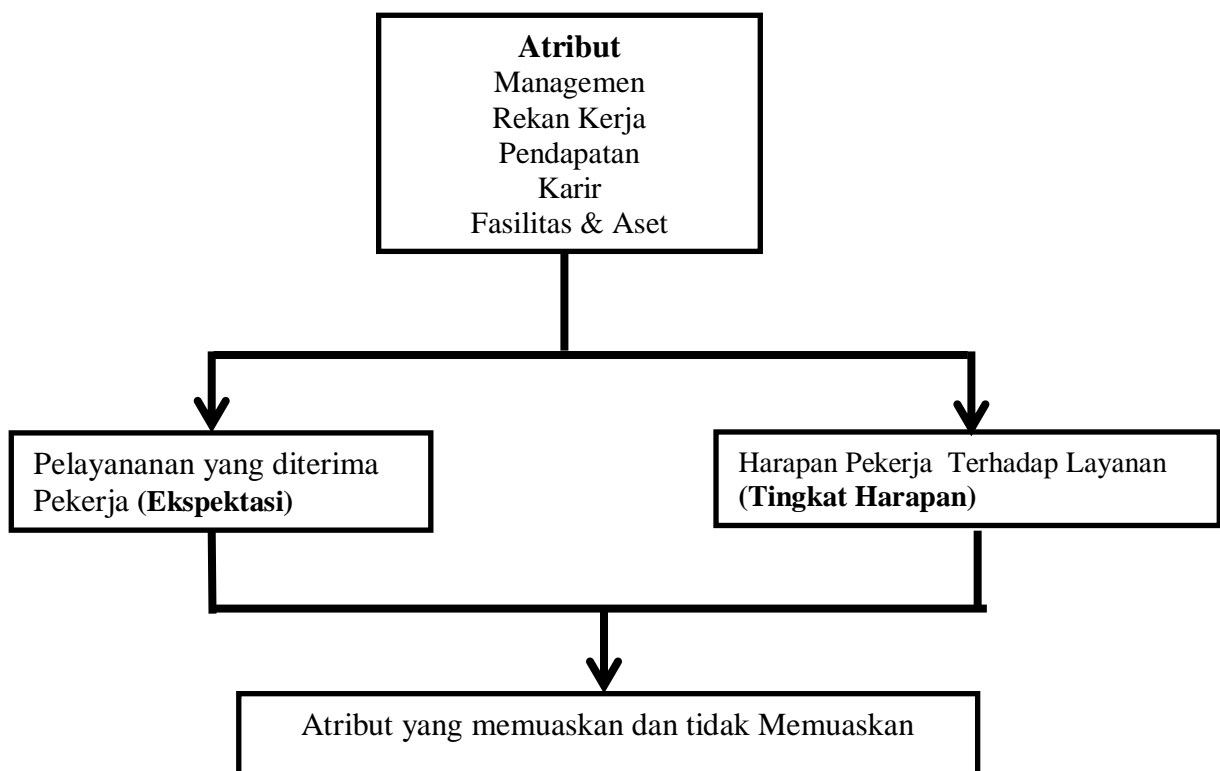 Atribut
Managemen
Rekan Kerja
Pendapatan
Karir
Fasilitas & Aset
Pelayananan yang diterima
Pekerja (Ekspektasi)
Harapan Pekerja Terhadap Layanan
(Tingkat Harapan)
Atribut yang memuaskan dan tidak Memuaskan